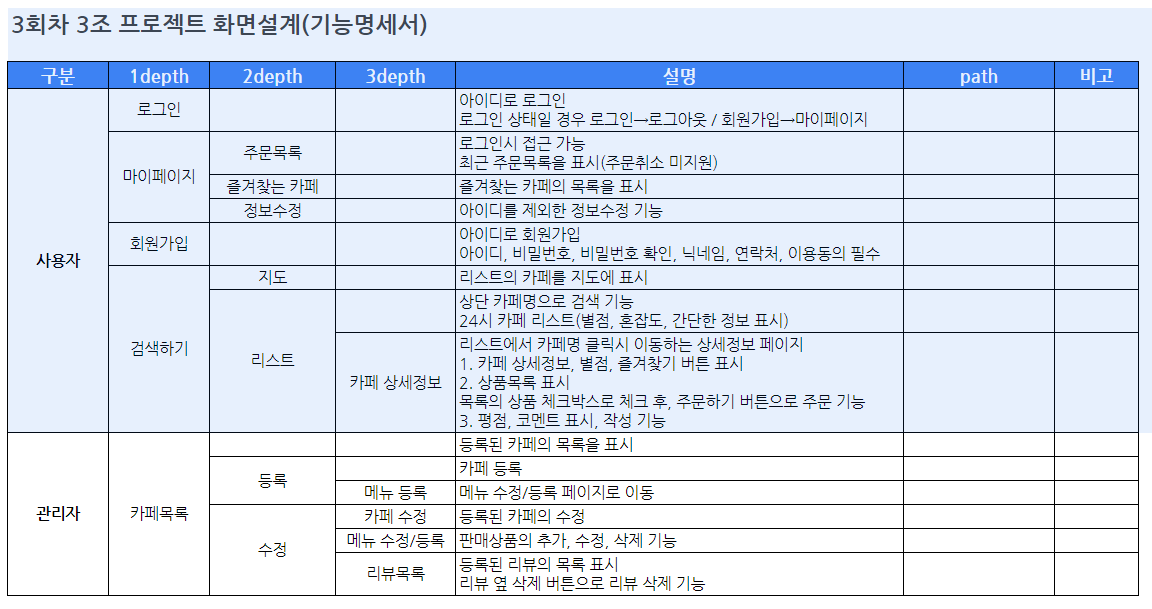 3회차 3조 프로젝트 화면설계(기능명세서)
구분 1depth 2depth 3depth 설명 path 비고
사용자
로그인
아이디로 로그인
로그인 상태일 경우 로그인→로그아웃 / 회원가입→마이페이지
마이페이지
주문목록
로그인시 접근 가능
최근 주문목록을 표시(주문취소 미지원)
즐겨찾는 카페 즐겨찾는 카페의 목록을 표시
정보수정 아이디를 제외한 정보수정 기능
회원가입
아이디로 회원가입
아이디, 비밀번호, 비밀번호 확인, 닉네임, 연락처, 이용동의 필수
검색하기
지도 리스트의 카페를 지도에 표시
리스트
상단 카페명으로 검색 기능
24시 카페 리스트(별점, 혼잡도, 간단한 정보 표시)
카페 상세정보
리스트에서 카페명 클릭시 이동하는 상세정보 페이지
1. 카페 상세정보, 별점, 즐겨찾기 버튼 표시
2. 상품목록 표시
목록의 상품 체크박스로 체크 후, 주문하기 버튼으로 주문 기능
3. 평점, 코멘트 표시, 작성 기능
관리자
카페목록
등록된 카페의 목록을 표시
등록
카페 등록
메뉴 등록 메뉴 수정/등록 페이지로 이동
수정
카페 수정 등록된 카페의 수정
메뉴 수정/등록 판매상품의 추가, 수정, 삭제 기능
리뷰목록
등록된 리뷰의 목록 표시
리뷰 옆 삭제 버튼으로 리뷰 삭제 기능